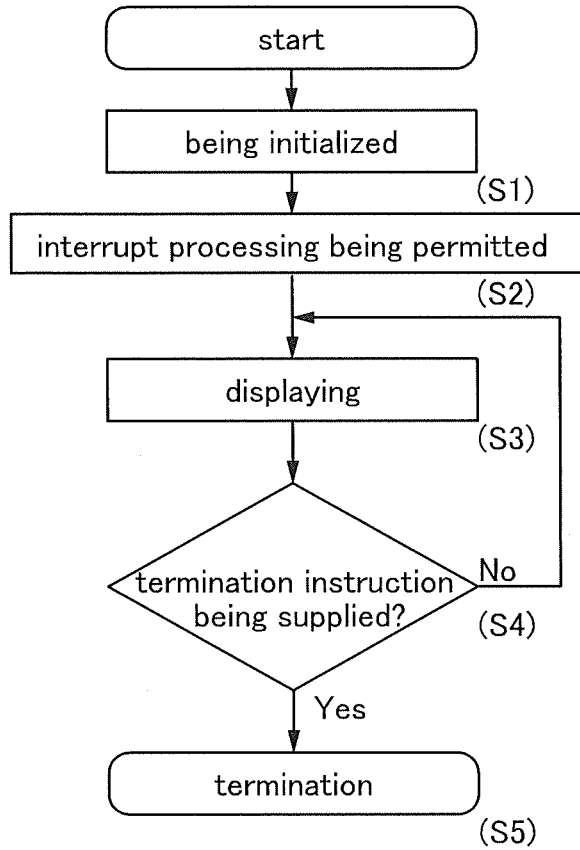 start
being initialized
(S1)
interrupt processing being permitted
(S2)
displaying
(S3)
termination instruction
being supplied?
No
(S4)
Yes
termination
(S5)